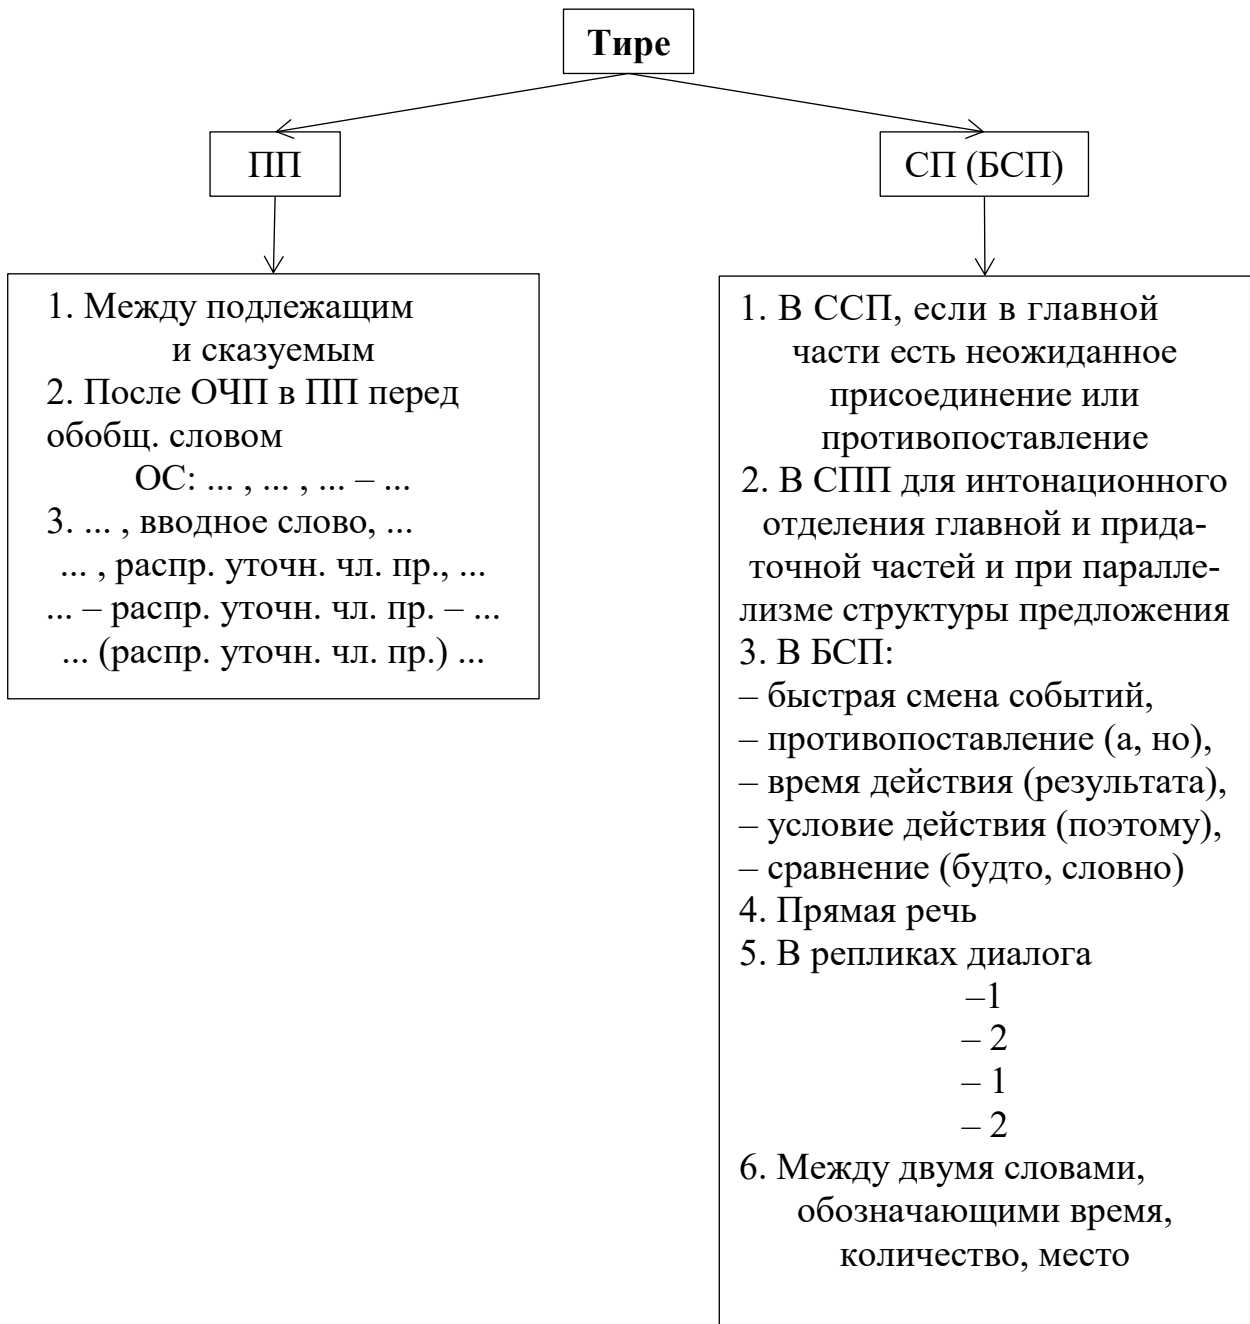 Тире
ПП
СП (БСП)
1. Между подлежащим
и сказуемым
2. После ОЧП в ПП перед
обобщ. словом
ОС: ... , ... , ... – ...
3. ... , вводное слово, ...
... , распр. уточн. чл. пр., ...
... – распр. уточн. чл. пр. – ...
... (распр. уточн. чл. пр.) ...
1. В ССП, если в главной
части есть неожиданное
присоединение или
противопоставление
2. В СПП для интонационного
отделения главной и прида-
точной частей и при паралле-
лизме структуры предложения
3. В БСП:
– быстрая смена событий,
– противопоставление (а, но),
– время действия (результата),
– условие действия (поэтому),
– сравнение (будто, словно)
4. Прямая речь
5. В репликах диалога
–1
– 2
– 1
– 2
6. Между двумя словами,
обозначающими время,
количество, место